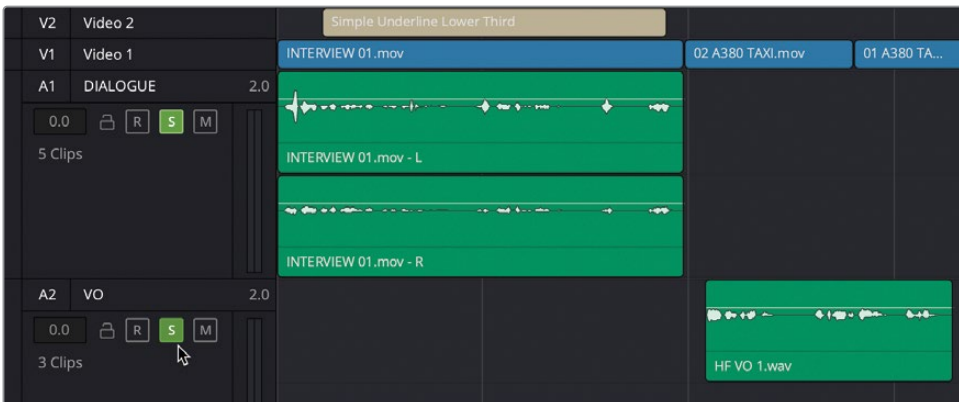 V2 Video 2 Simple Underline Lower Third
V1 Video 1 INTERVIEW 01.mov 02 A380 TAXI.mov 01 A380 TA...
A1 DIALOGUE 2.0
0.0 R S M
5 Clips
INTERVIEW 01.mov - L
INTERVIEW 01.mov - R
A2 VO 2.0
0.0 R S M
3 Clips
HF VO 1.wav